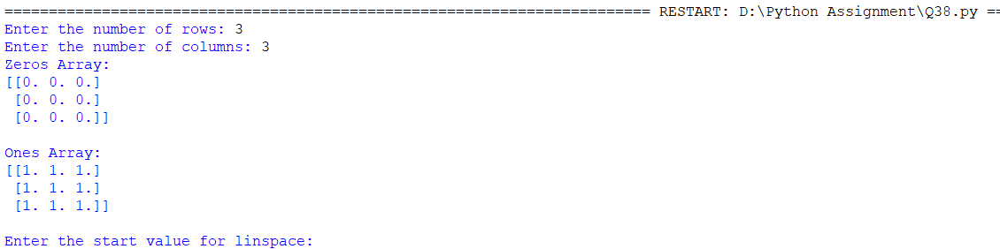 ========================================================================= RESTART: D:\Python Assignment\Q38.py ==
Enter the number of rows: 3
Enter the number of columns: 3
Zeros Array:
[[0. 0. 0.]
 [0. 0. 0.]
 [0. 0. 0.]]

Ones Array:
[[1. 1. 1.]
 [1. 1. 1.]
 [1. 1. 1.]]

Enter the start value for linspace: